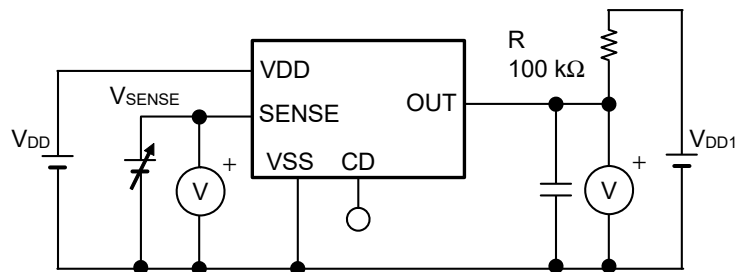 R
100 kΩ
VDD
VSENSE
SENSE
OUT
VDD
VDD1
VSS
CD
+
V
+
V